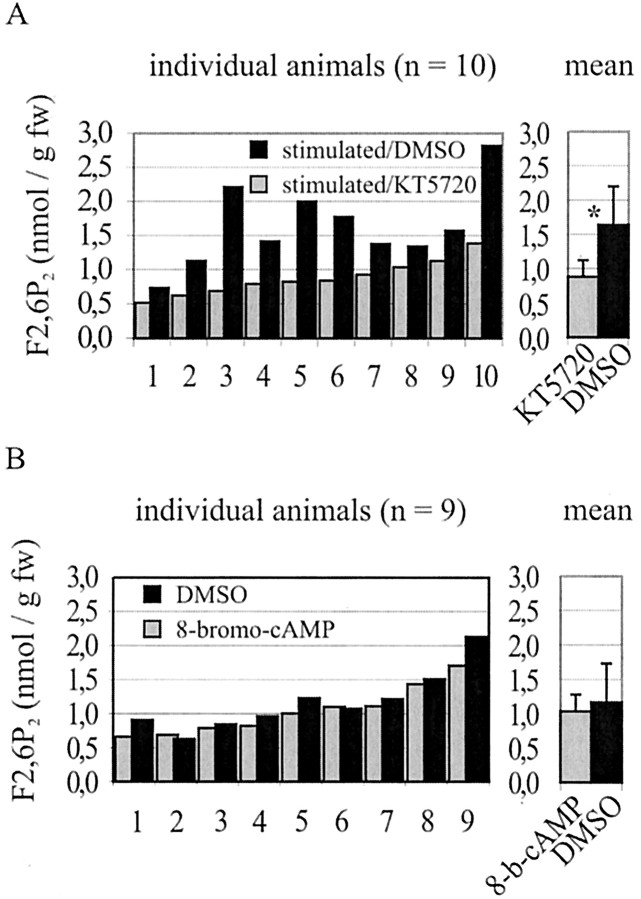 A
individual animals (n = 10)
mean
F2,6P2 (nmol / g fw)
3,0
2,5
2,0
1,5
1,0
0,5
0,0
stimulated/DMSO
stimulated/KT5720
1 2 3 4 5 6 7 8 9 10
3,0
2,5
2,0
1,5
1,0
0,5
0,0
*
KT5720
DMSO
B
individual animals (n = 9)
mean
F2,6P2 (nmol / g fw)
3,0
2,5
2,0
1,5
1,0
0,5
0,0
DMSO
8-bromo-cAMP
1 2 3 4 5 6 7 8 9
3,0
2,5
2,0
1,5
1,0
0,5
0,0
8-b-cAMP
DMSO